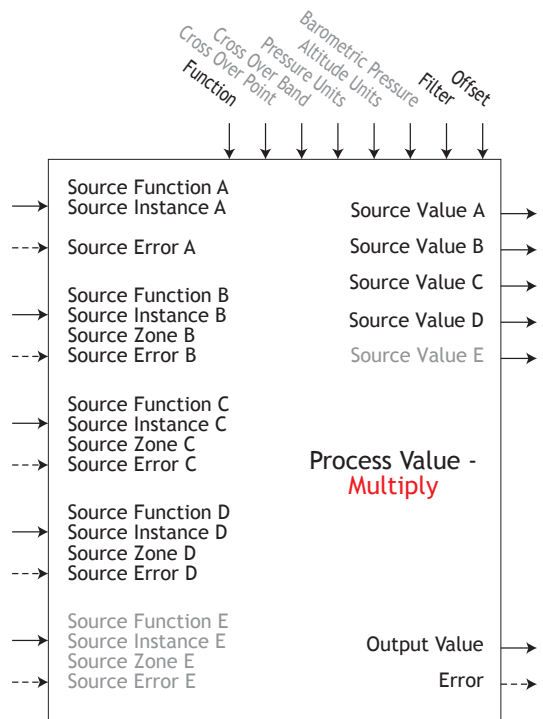 Function
Cross Over Point
Cross Over Band
Pressure Units
Altitude Units
Barometric Pressure
Filter
Offset
Source Function A
Source Instance A
Source Error A
Source Function B
Source Instance B
Source Zone B
Source Error B
Source Function C
Source Instance C
Source Zone C
Source Error C
Source Function D
Source Instance D
Source Zone D
Source Error D
Source Function E
Source Instance E
Source Zone E
Source Error E
Source Value A
Source Value B
Source Value C
Source Value D
Source Value E
Process Value -
Multiply
Output Value
Error